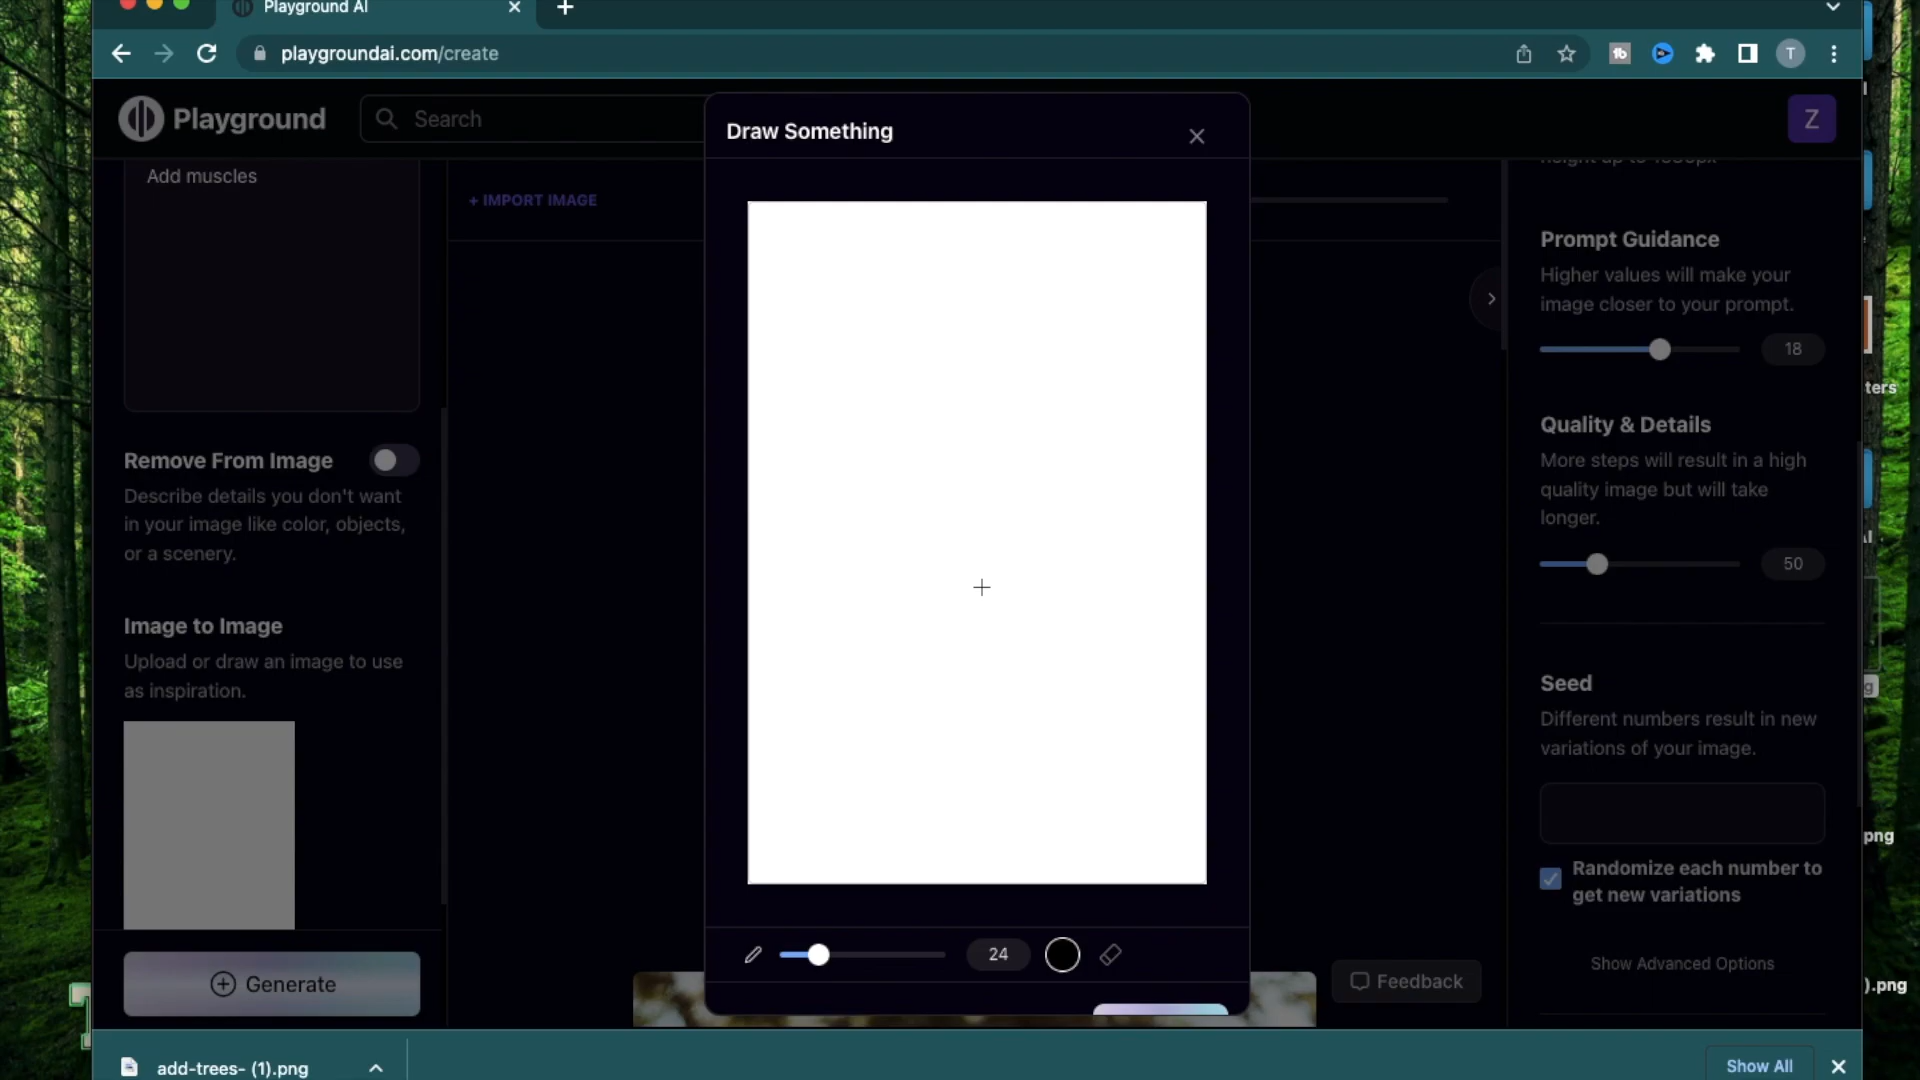 Playground AI
playgroundai.com/create
T
Playground
Search
Draw Something
Z
Add muscles
+ IMPORT IMAGE
Prompt Guidance
Higher values will make your
image closer to your prompt.
18
ters
Quality & Details
More steps will result in a high
quality image but will take
longer.
50
Remove From Image
Describe details you don't want
in your image like color, objects,
or a scenery.
Image to Image
Upload or draw an image to use
as inspiration.
Seed
Different numbers result in new
variations of your image.
png
Randomize each number to
get new variations
24
Show Advanced Options
Generate
Feedback
).png
add-trees- (1).png
Show All